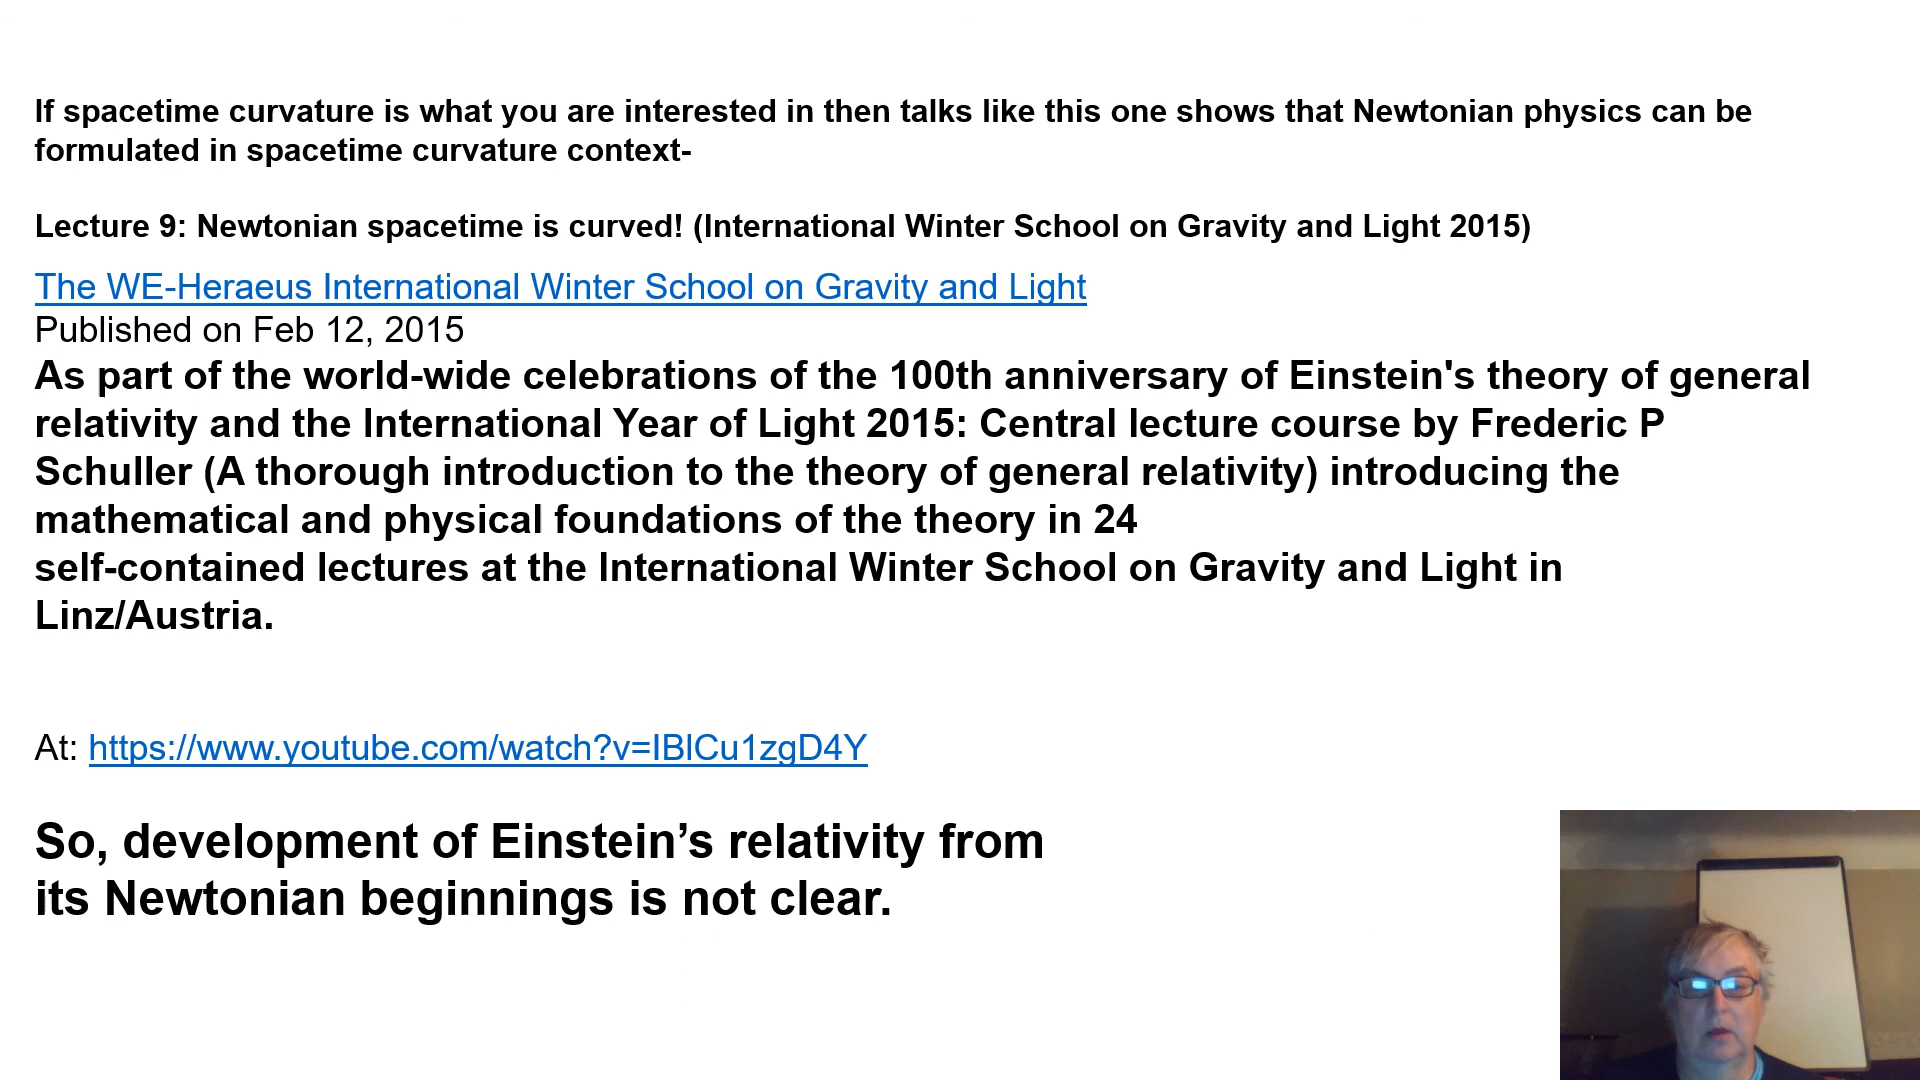 If spacetime curvature is what you are interested in then talks like this one shows that Newtonian physics can be
formulated in spacetime curvature context-
Lecture 9: Newtonian spacetime is curved! (International Winter School on Gravity and Light 2015)
The WE-Heraeus International Winter School on Gravity and Light
Published on Feb 12, 2015
As part of the world-wide celebrations of the 100th anniversary of Einstein's theory of general
relativity and the International Year of Light 2015: Central lecture course by Frederic P
Schuller (A thorough introduction to the theory of general relativity) introducing the
mathematical and physical foundations of the theory in 24
self-contained lectures at the International Winter School on Gravity and Light in
Linz/Austria.
At: https://www.youtube.com/watch?v=IBlCu1zgD4Y
So, development of Einstein’s relativity from
its Newtonian beginnings is not clear.